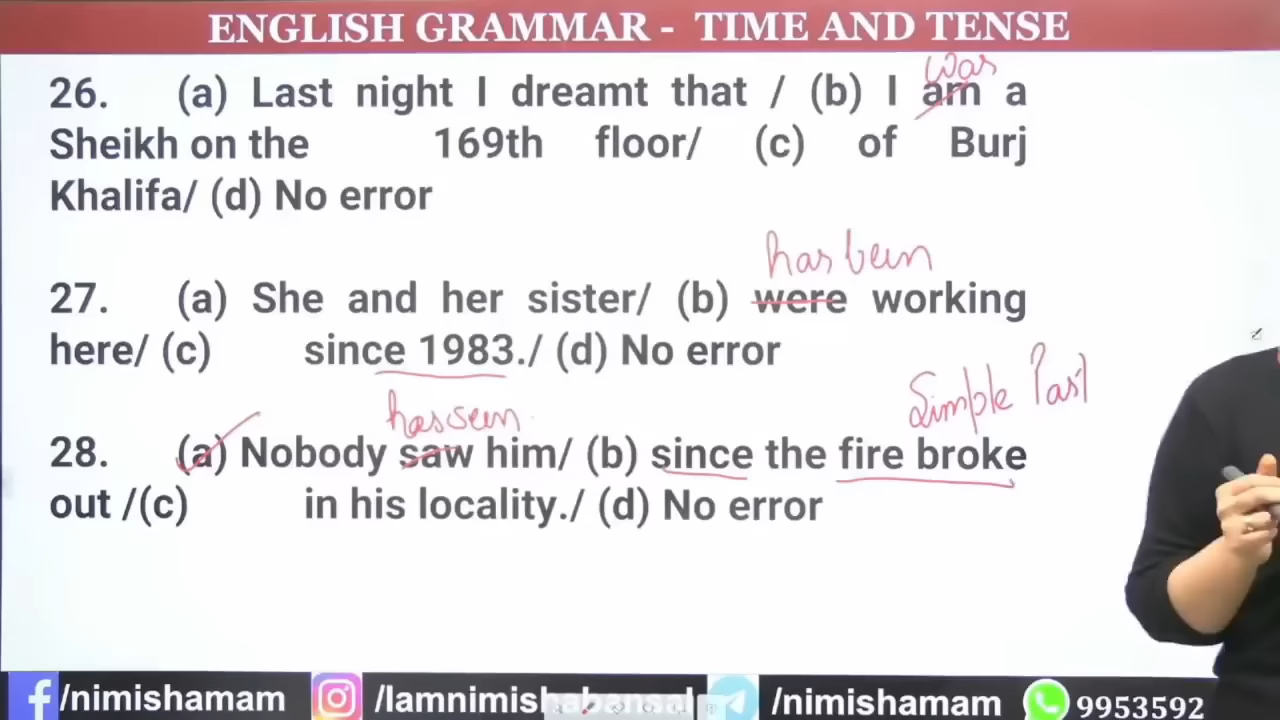 ENGLISH GRAMMAR - TIME AND TENSE
was
26. (a) Last night I dreamt that / (b) I am a
Sheikh on the 169th floor/ (c) of Burj
Khalifa/ (d) No error
has been
27. (a) She and her sister/ (b) were working
here/ (c) since 1983./ (d) No error
Simple Past
has seen
28. (a) Nobody saw him/ (b) since the fire broke
out /(c) in his locality./ (d) No error
/nimishamam /Iamnimishabansal /nimishamam 9953592